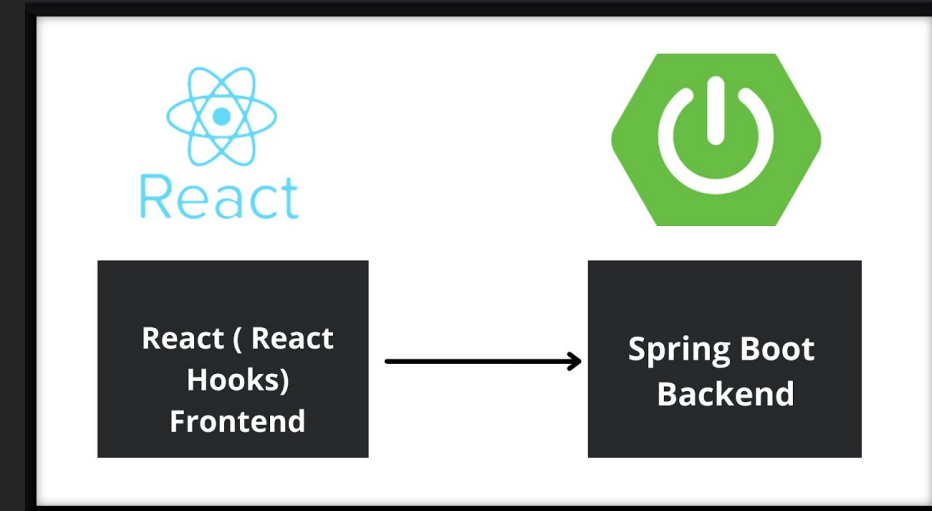 React
React ( React
Hooks)
Frontend
Spring Boot
Backend